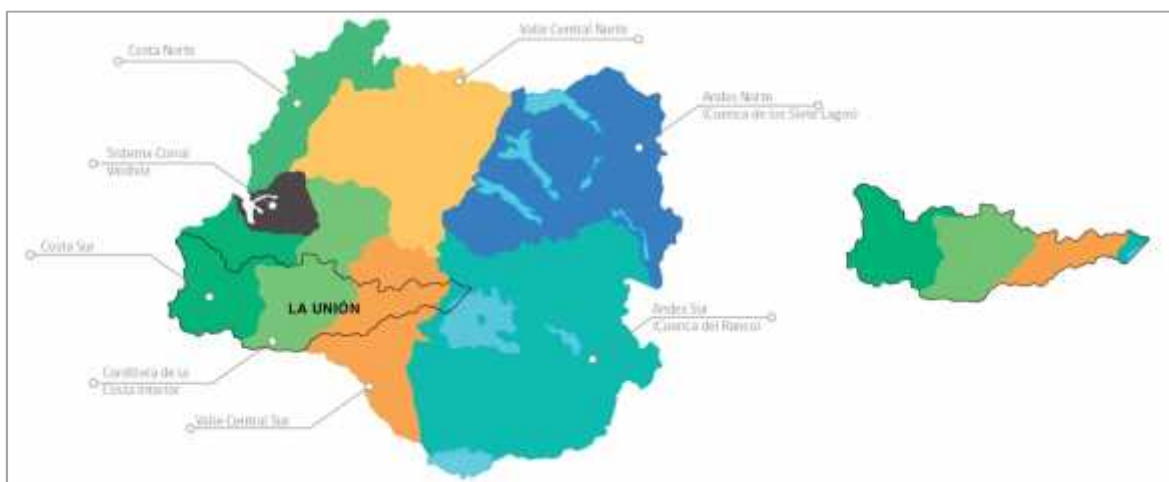 Costa Norte
Valle Central Norte
Andes Norte
(Cuenca de los Siete Lagos)
Sistema Corral
Valdivia
Costa Sur
LA UNIÓN
Andes Sur
(Cuenca del Ranco)
Cordillera de la
Costa Interior
Valle Central Sur